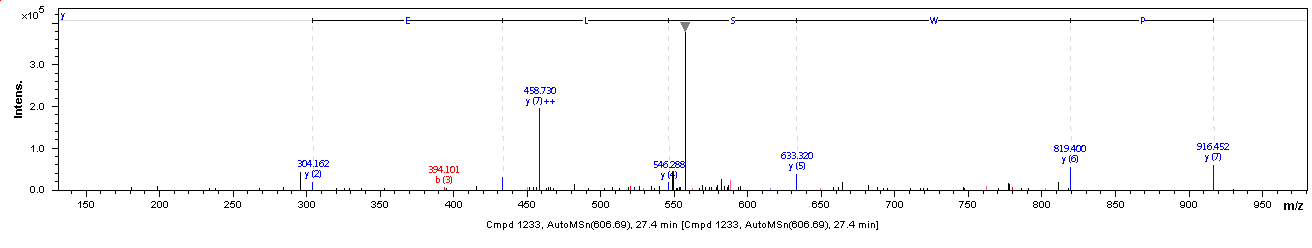 ×10⁵
y E L S W P
3.0
2.0
1.0
0.0
Intens.
458.730
y (7) ++
304.162
y (2)
394.101
b (3)
546.288
y (4)
633.320
y (5)
819.400
y (6)
916.452
y (7)
150 200 250 300 350 400 450 500 550 600 650 700 750 800 850 900 950 m/z
Cmpd 1233, AutoMSn(606.69), 27.4 min [Cmpd 1233, AutoMSn(606.69), 27.4 min]